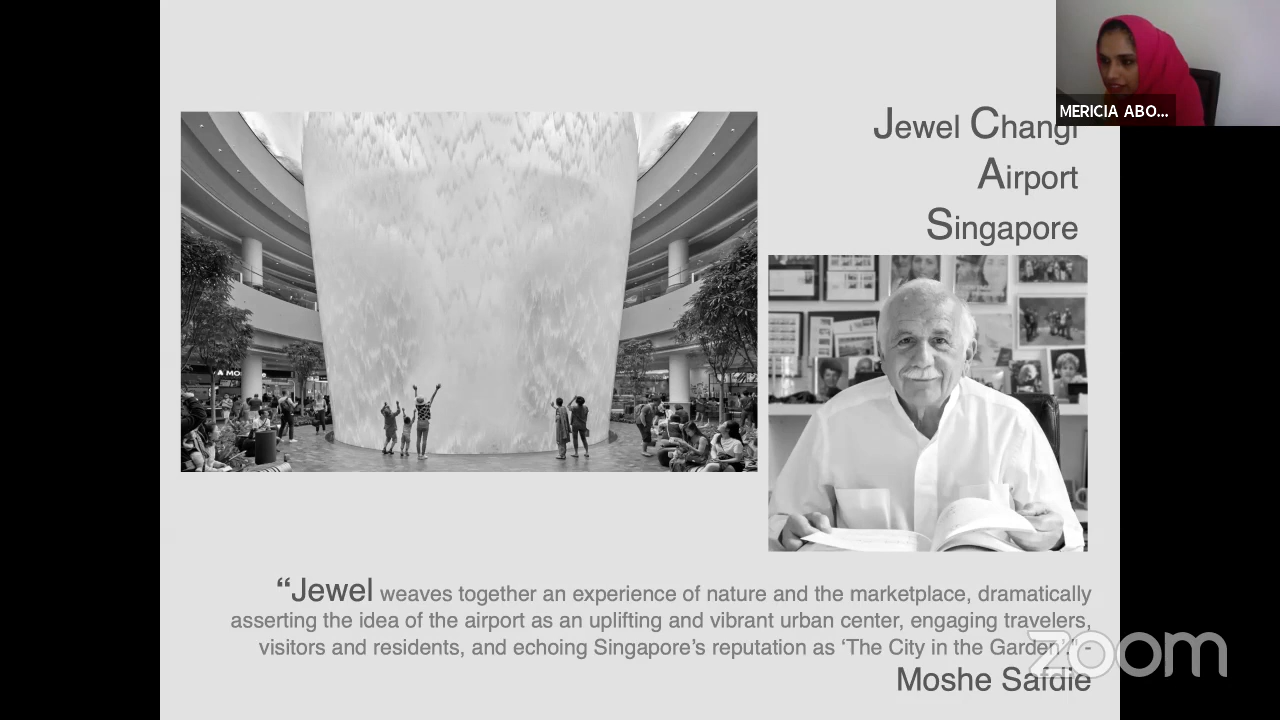 MERICIA ABO...
Jewel Changi
Airport
Singapore
A MO
“Jewel weaves together an experience of nature and the marketplace, dramatically
asserting the idea of the airport as an uplifting and vibrant urban center, engaging travelers,
visitors and residents, and echoing Singapore’s reputation as ‘The City in the Garden’.” -
Moshe Safdie
zoom